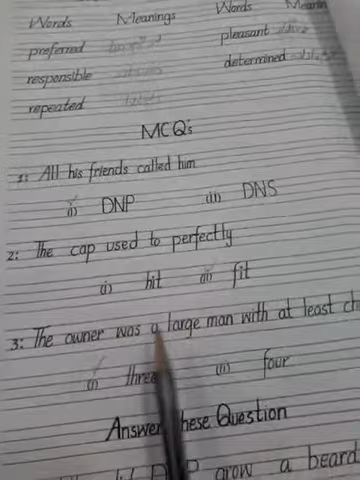 Words Meanings Words Meanin
preferred pleasant
responsible determined
repeated
MCQ's
1: All his friends called him
(i) DNP (ii) DNS
2: The cap used to perfectly
(i) hit (ii) fit
3: The owner was a large man with at least ch
(i) three (ii) four
Answer these Question
grow a beard